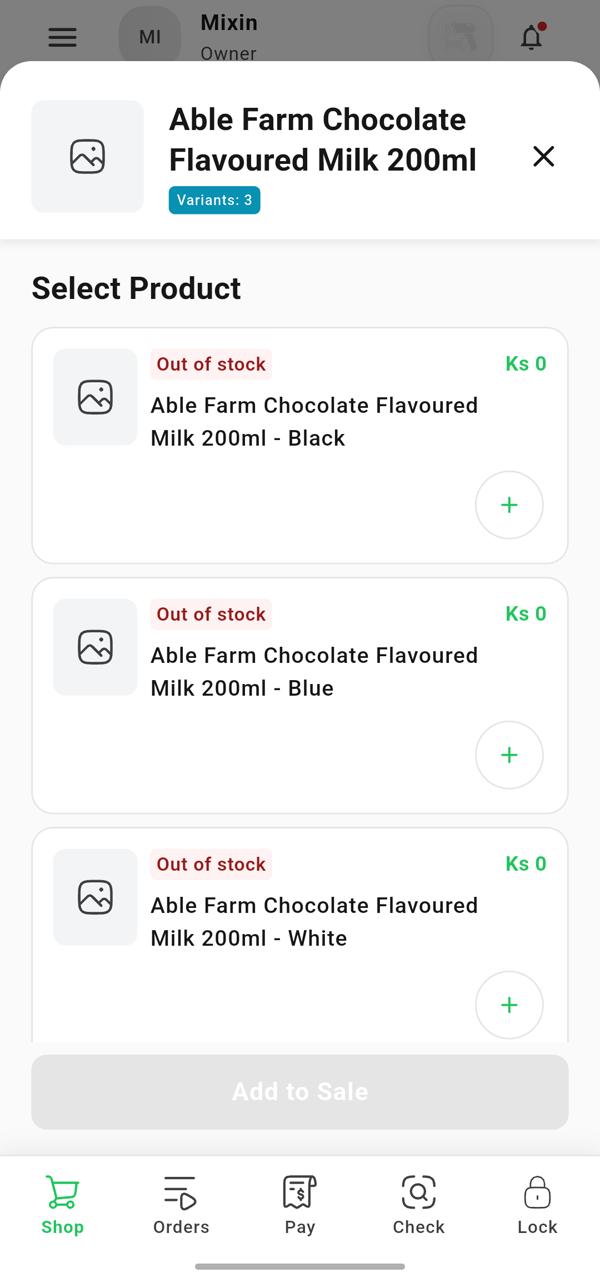 MI
Mixin
Owner
Able Farm Chocolate
Flavoured Milk 200ml
Variants: 3
Select Product
Out of stock
Ks 0
Able Farm Chocolate Flavoured
Milk 200ml - Black
Out of stock
Ks 0
Able Farm Chocolate Flavoured
Milk 200ml - Blue
Out of stock
Ks 0
Able Farm Chocolate Flavoured
Milk 200ml - White
Add to Sale
Shop
Orders
Pay
Check
Lock